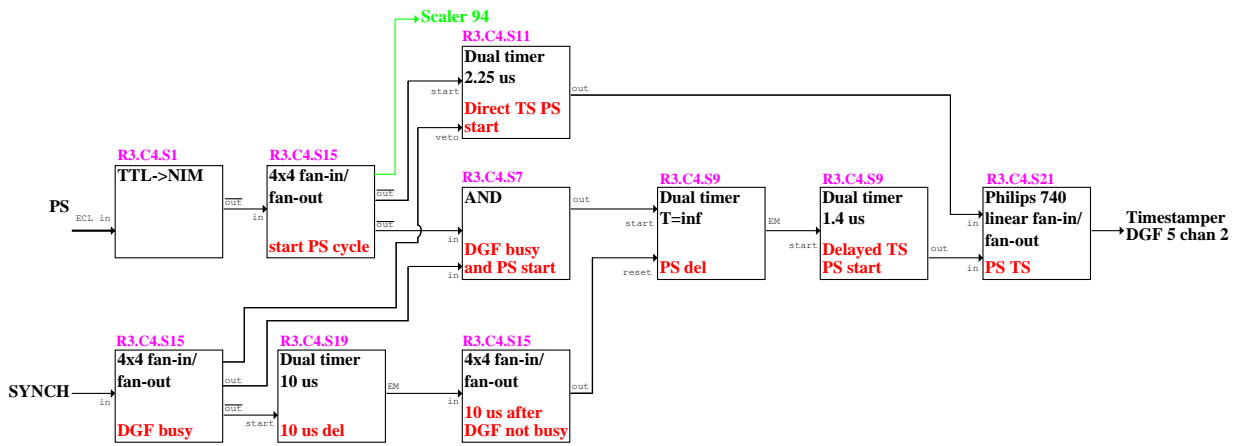 Scaler 94
R3.C4.S11
Dual timer
2.25 us
Direct TS PS
start
start
veto
out
R3.C4.S1
TTL->NIM
PS
ECL in
out
R3.C4.S15
4x4 fan-in/
fan-out
start PS cycle
in
out
out
R3.C4.S7
AND
DGF busy
and PS start
in
in
out
R3.C4.S9
Dual timer
T=inf
PS del
start
reset
EM
R3.C4.S9
Dual timer
1.4 us
Delayed TS
PS start
start
out
R3.C4.S21
Philips 740
linear fan-in/
fan-out
PS TS
in
in
Timestamper
DGF 5 chan 2
R3.C4.S15
4x4 fan-in/
fan-out
DGF busy
SYNCH
in
out
out
R3.C4.S19
Dual timer
10 us
10 us del
start
EM
R3.C4.S15
4x4 fan-in/
fan-out
10 us after
DGF not busy
in
out